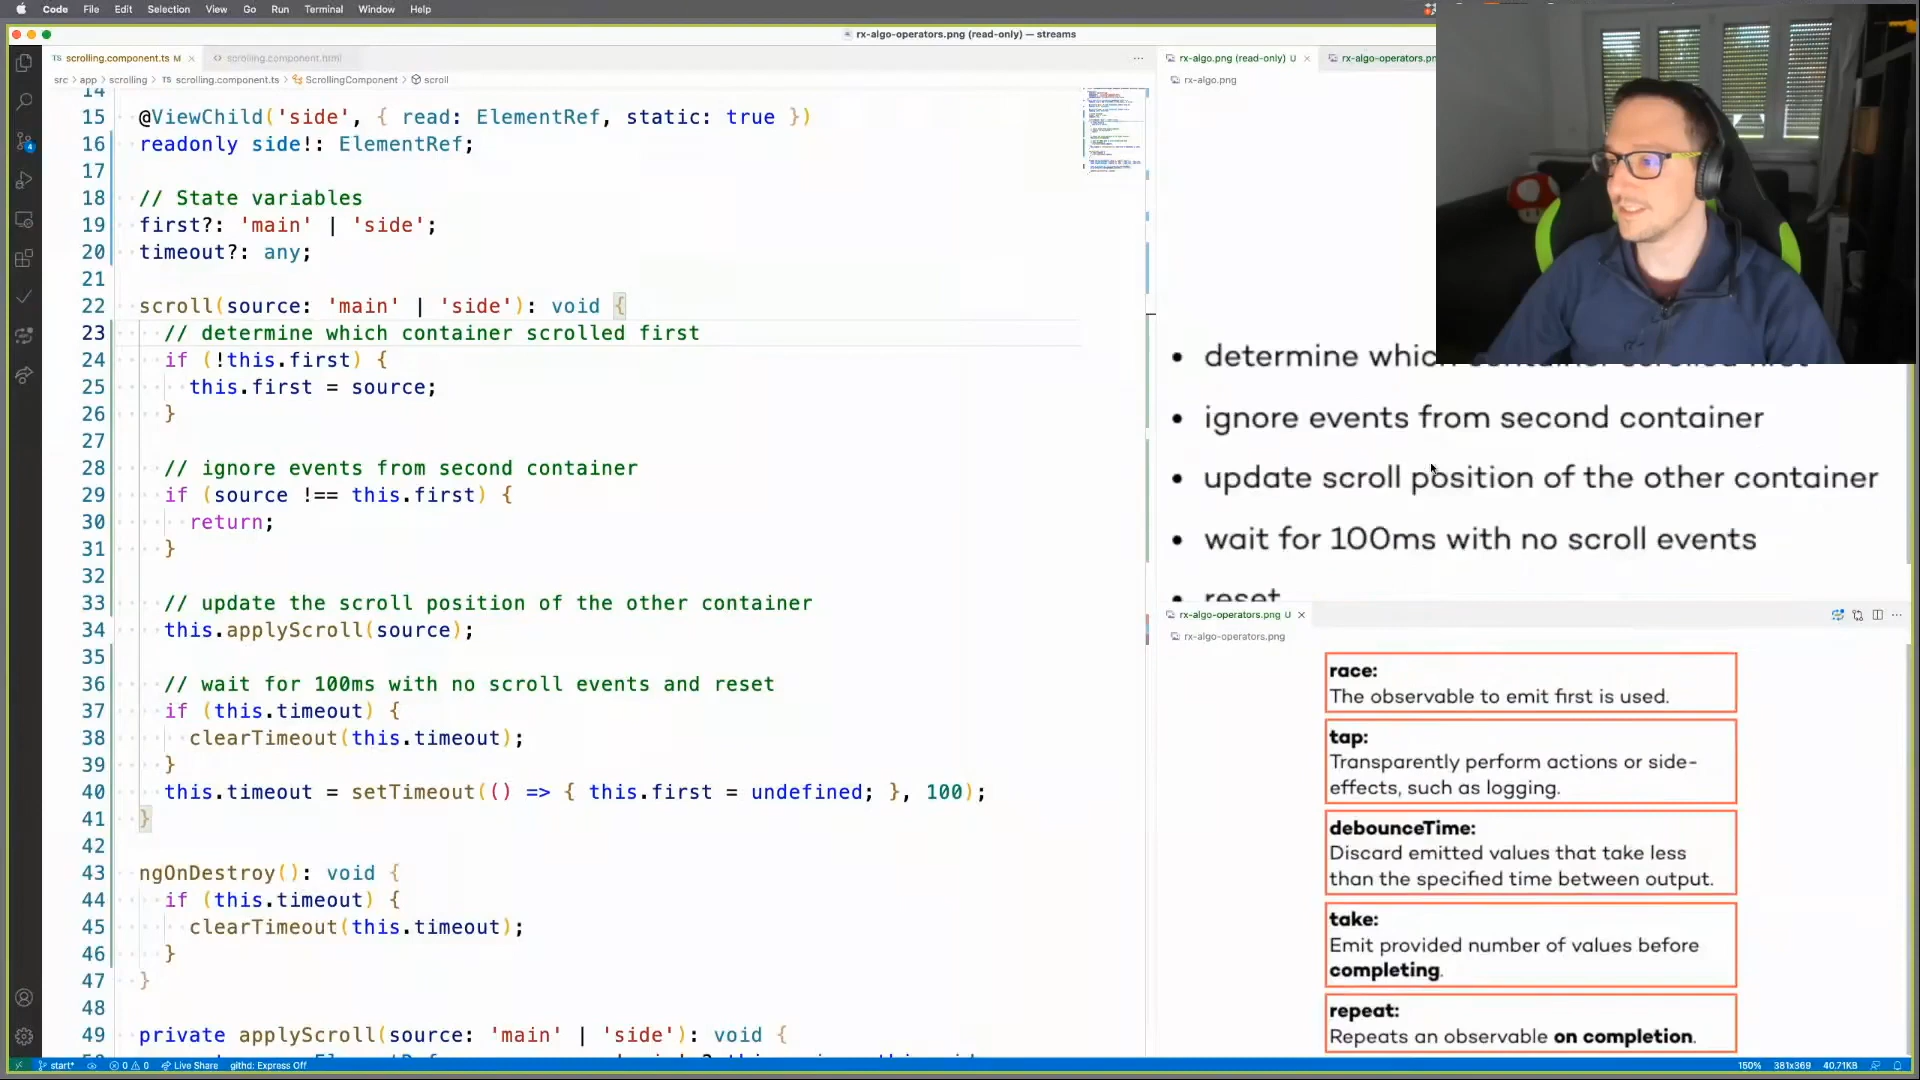 Code File Edit Selection View Go Run Terminal Window Help
rx-algo-operators.png (read-only) — streams
TS scrolling.component.ts M × <> scrolling.component.html
src > app > scrolling > TS scrolling.component.ts > ScrollingComponent > scroll
14
15 @ViewChild('side', { read: ElementRef, static: true })
16 readonly side!: ElementRef;
17
18 // State variables
19 first?: 'main' | 'side';
20 timeout?: any;
21
22 scroll(source: 'main' | 'side'): void {
23 // determine which container scrolled first
24 if (!this.first) {
25 this.first = source;
26 }
27
28 // ignore events from second container
29 if (source !== this.first) {
30 return;
31 }
32
33 // update the scroll position of the other container
34 this.applyScroll(source);
35
36 // wait for 100ms with no scroll events and reset
37 if (this.timeout) {
38 clearTimeout(this.timeout);
39 }
40 this.timeout = setTimeout(() => { this.first = undefined; }, 100);
41 }
42
43 ngOnDestroy(): void {
44 if (this.timeout) {
45 clearTimeout(this.timeout);
46 }
47 }
48
49 private applyScroll(source: 'main' | 'side'): void {
rx-algo.png (read-only) U × rx-algo-operators.pn
rx-algo.png
• determine which container scrolled first
• ignore events from second container
• update scroll position of the other container
• wait for 100ms with no scroll events
• reset
rx-algo-operators.png U ×
rx-algo-operators.png
race:
The observable to emit first is used.
tap:
Transparently perform actions or side-
effects, such as logging.
debounceTime:
Discard emitted values that take less
than the specified time between output.
take:
Emit provided number of values before
completing.
repeat:
Repeats an observable on completion.
4
start* 0 0 Live Share githd: Express Off
150% 381x369 40.71KB